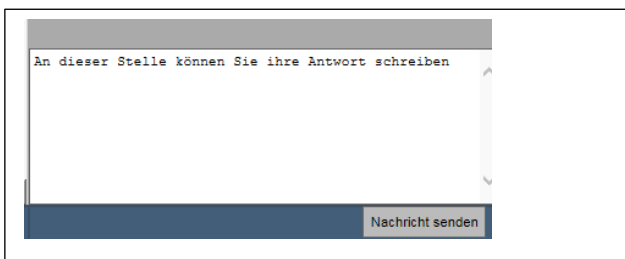 An dieser Stelle können Sie ihre Antwort schreiben
Nachricht senden